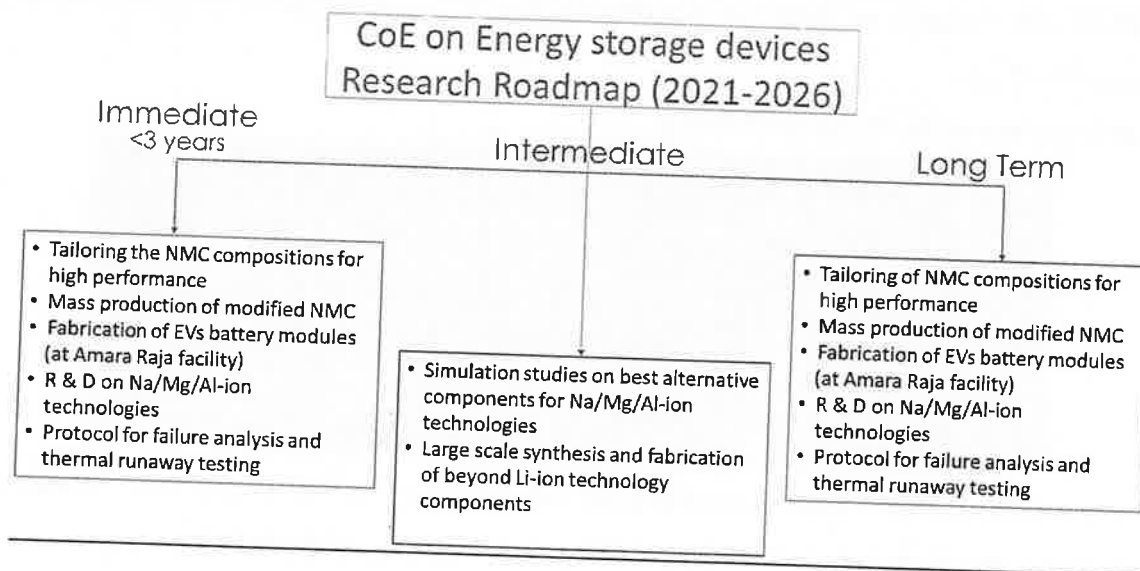 CoE on Energy storage devices
Research Roadmap (2021-2026)
Immediate
<3 years
Intermediate
Long Term
• Tailoring the NMC compositions for
high performance
• Mass production of modified NMC
• Fabrication of EVs battery modules
(at Amara Raja facility)
• R & D on Na/Mg/Al-ion
technologies
• Protocol for failure analysis and
thermal runaway testing
• Simulation studies on best alternative
components for Na/Mg/Al-ion
technologies
• Large scale synthesis and fabrication
of beyond Li-ion technology
components
• Tailoring of NMC compositions for
high performance
• Mass production of modified NMC
• Fabrication of EVs battery modules
(at Amara Raja facility)
• R & D on Na/Mg/Al-ion
technologies
• Protocol for failure analysis and
thermal runaway testing